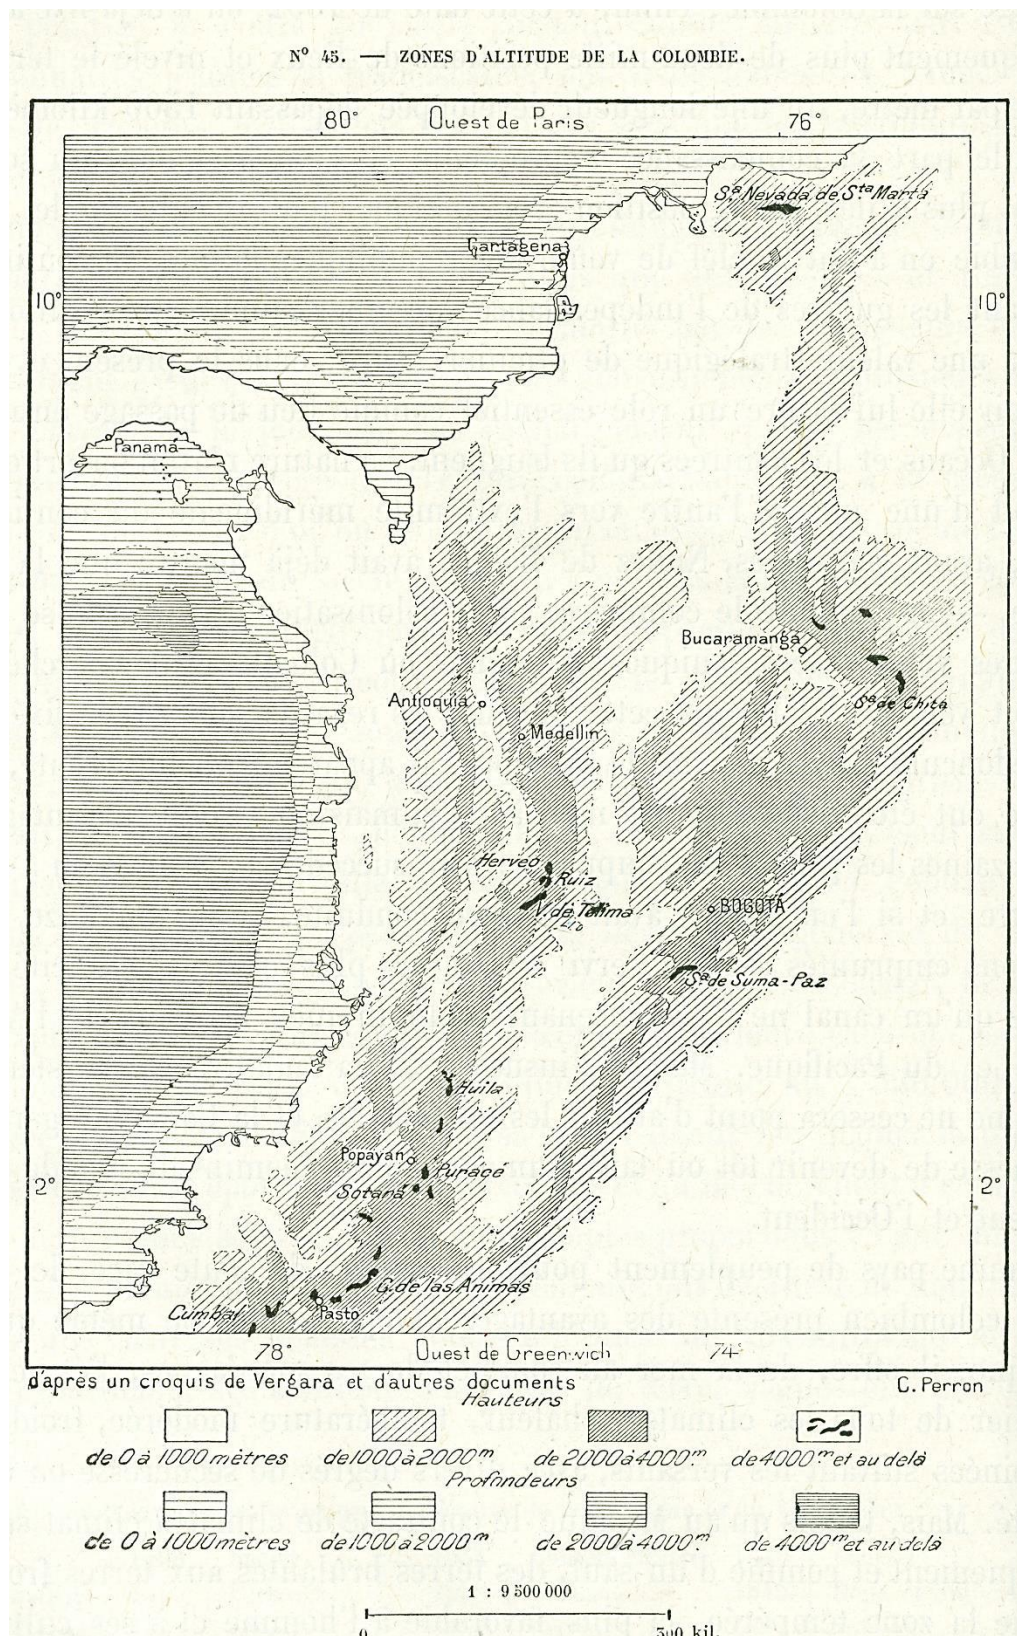 Nº 45. — ZONES D'ALTITUDE DE LA COLOMBIE.
80° Ouest de Paris 76°
Sª Nevada de Sta Marta
Cartagena
10° 10°
Panamá
Bucaramanga
Antioquia
Sª de Chita
Medellin
Herveo
Ruiz
V. de Tolima
BOGOTÁ
Sª de Suma-Paz
Huila
Popayan
Puracé
2° 2°
Sotará
C. de las Animas
Cumbal
Pasto
78° Ouest de Greenwich 74°
d'après un croquis de Vergara et d'autres documents C. Perron
Hauteurs
de 0 à 1000 mètres de 1000 à 2000m de 2000 à 4000m de 4000m et au delà
Profondeurs
de 0 à 1000 mètres de 1000 à 2000m de 2000 à 4000m de 4000m et au delà
1 : 9 500 000
0 500 kil.